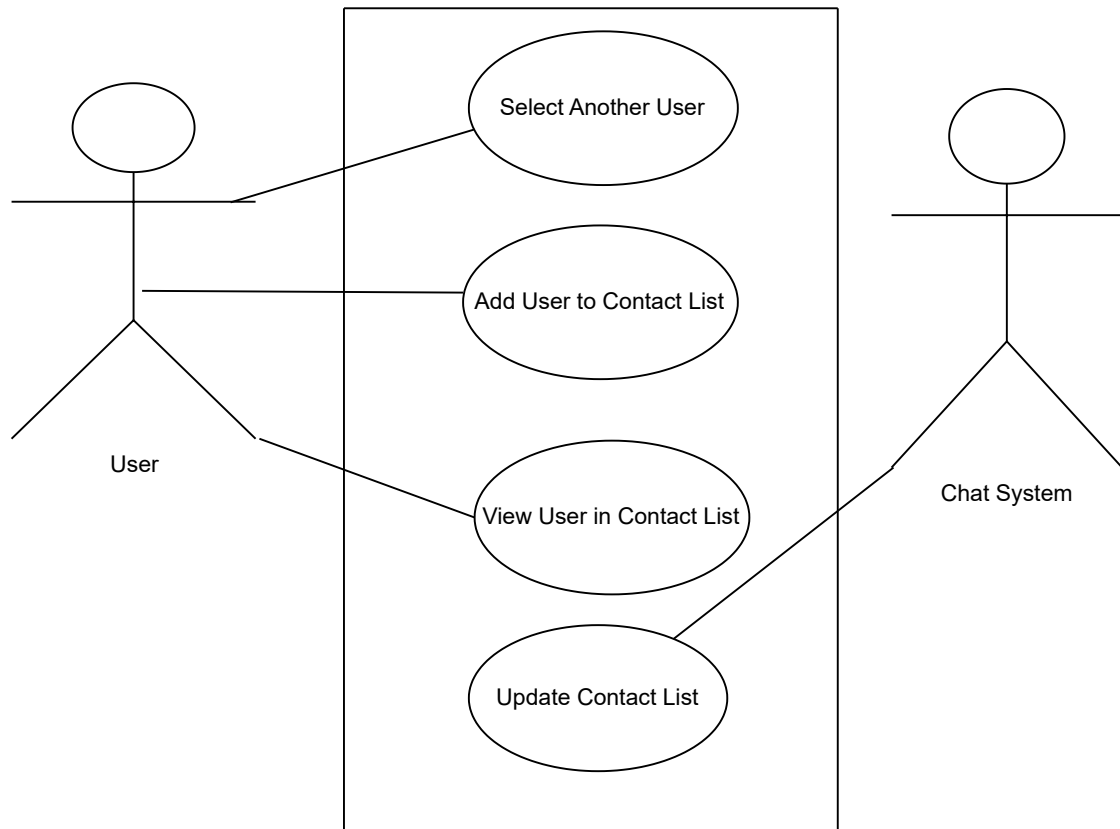 Select Another User
Add User to Contact List
User
View User in Contact List
Chat System
Update Contact List